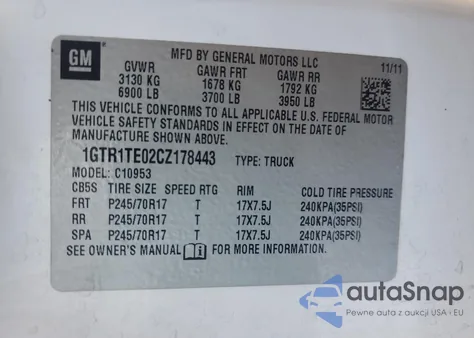 GM
MFD BY GENERAL MOTORS LLC
GVWR GAWR FRT GAWR RR 11/11
3130 KG 1678 KG 1792 KG
6900 LB 3700 LB 3950 LB
THIS VEHICLE CONFORMS TO ALL APPLICABLE U.S. FEDERAL MOTOR
VEHICLE SAFETY STANDARDS IN EFFECT ON THE DATE OF
MANUFACTURE SHOWN ABOVE.
1GTR1TE02CZ178443 TYPE: TRUCK
MODEL: C10953
CB5S TIRE SIZE SPEED RTG RIM COLD TIRE PRESSURE
FRT P245/70R17 T 17X7.5J 240KPA(35PSI)
RR P245/70R17 T 17X7.5J 240KPA(35PSI)
SPA P245/70R17 T 17X7.5J 240KPA(35PSI)
SEE OWNER'S MANUAL FOR MORE INFORMATION.
autoSnap
Pewne auta z aukcji USA i EU